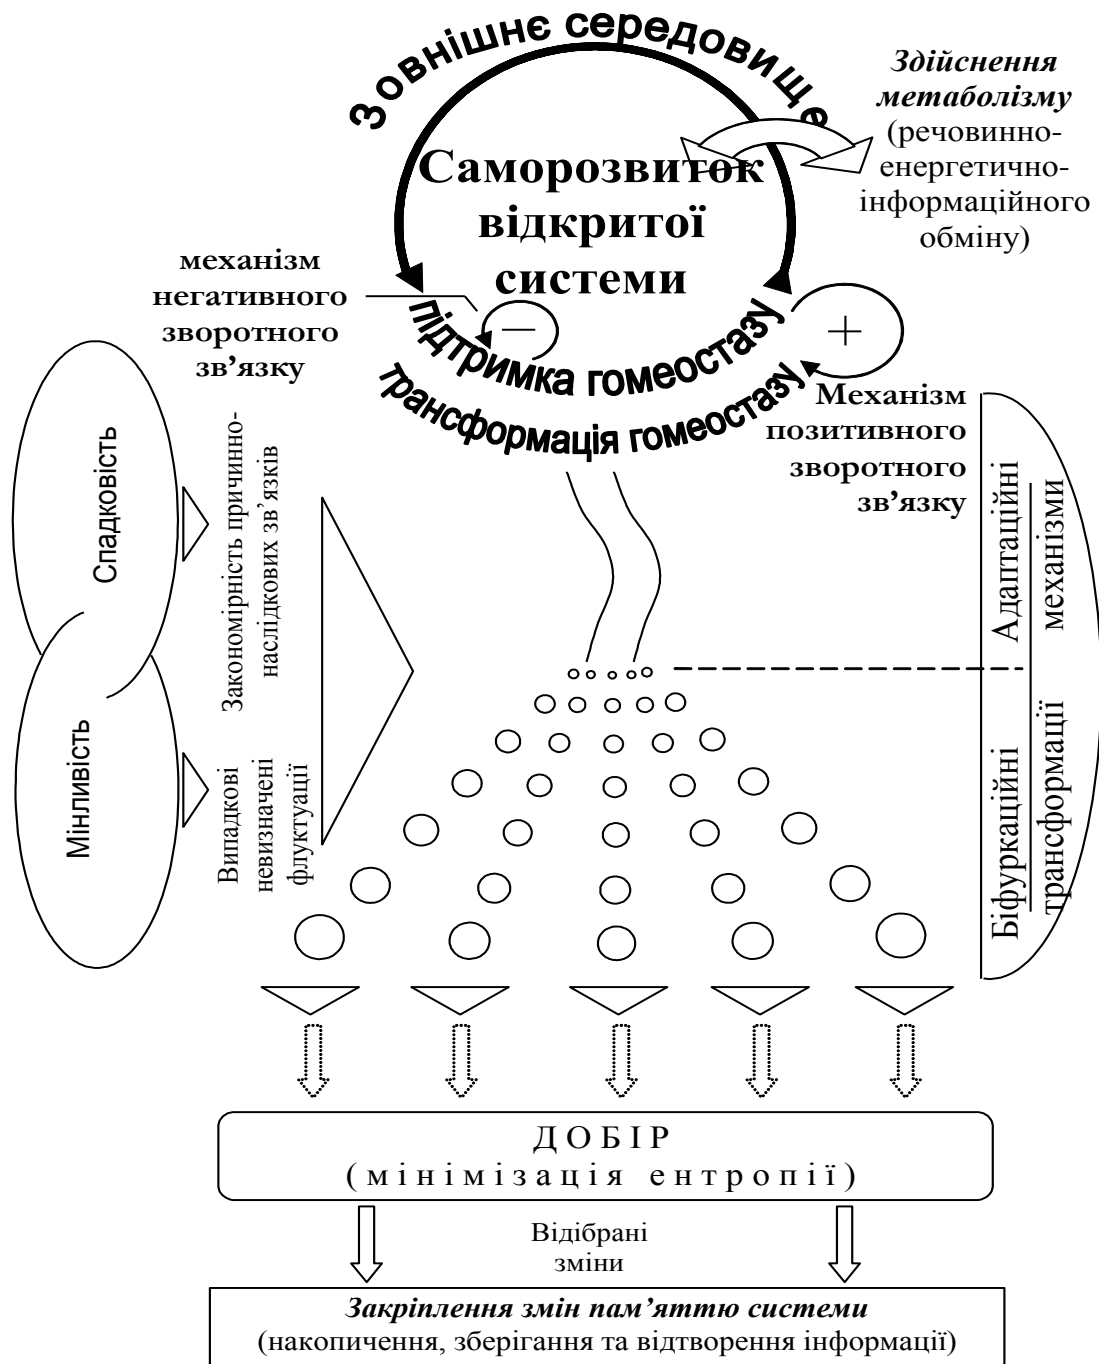 Зовнішнє середовище
Здійснення
метаболізму
(речовинно-
енергетично-
інформаційного
обміну)
Саморозвиток
відкритої
системи
механізм
негативного
зворотного
зв’язку
−
+
підтримка гомеостазу
трансформація гомеостазу
Механізм
позитивного
зворотного
зв’язку
Спадковість
Мінливість
Закономірність причинно-
наслідкових зв’язків
Випадкові
невизначені
флуктуації
Адаптаційні
механізми
Біфуркаційні
трансформації
ДОБІР
(мінімізація ентропії)
Відібрані
зміни
Закріплення змін пам’яттю системи
(накопичення, зберігання та відтворення інформації)